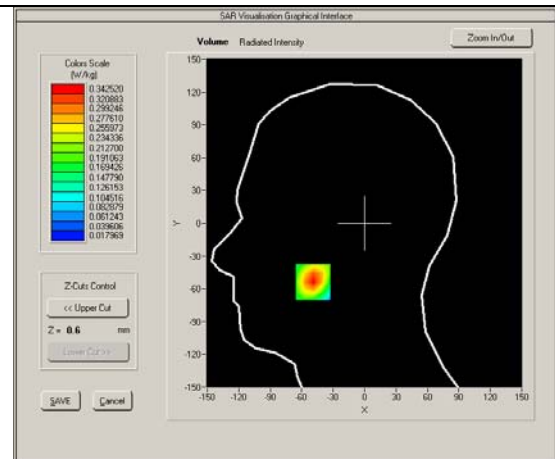 SAR Visualisation Graphical Interface
Volume Radiated Intensity
Zoom In/Out
Colors Scale
(W/kg)
0.342520
0.320883
0.299246
0.277610
0.255973
0.234336
0.212700
0.191063
0.169426
0.147790
0.126153
0.104516
0.082879
0.061243
0.039606
0.017969
Z-Cuts Control
<< Upper Cut
Z = 0.6 mm
Lower Cut >>
SAVE Cancel
150
120
90
60
30
0
-30
-60
-90
-120
-150
Y
-150 -120 -90 -60 -30 0 30 60 90 120 150
X